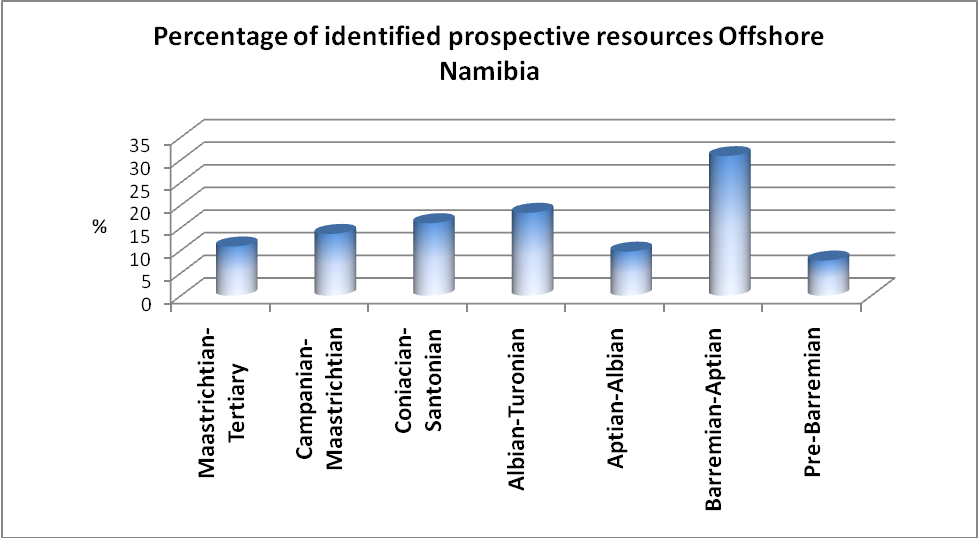 Percentage of identified prospective resources Offshore
Namibia
35
30
25
20
15
10
5
0
%
Maastrichtian-
Tertiary
Campanian-
Maastrichtian
Coniacian-
Santonian
Albian-Turonian
Aptian-Albian
Barremian-Aptian
Pre-Barremian